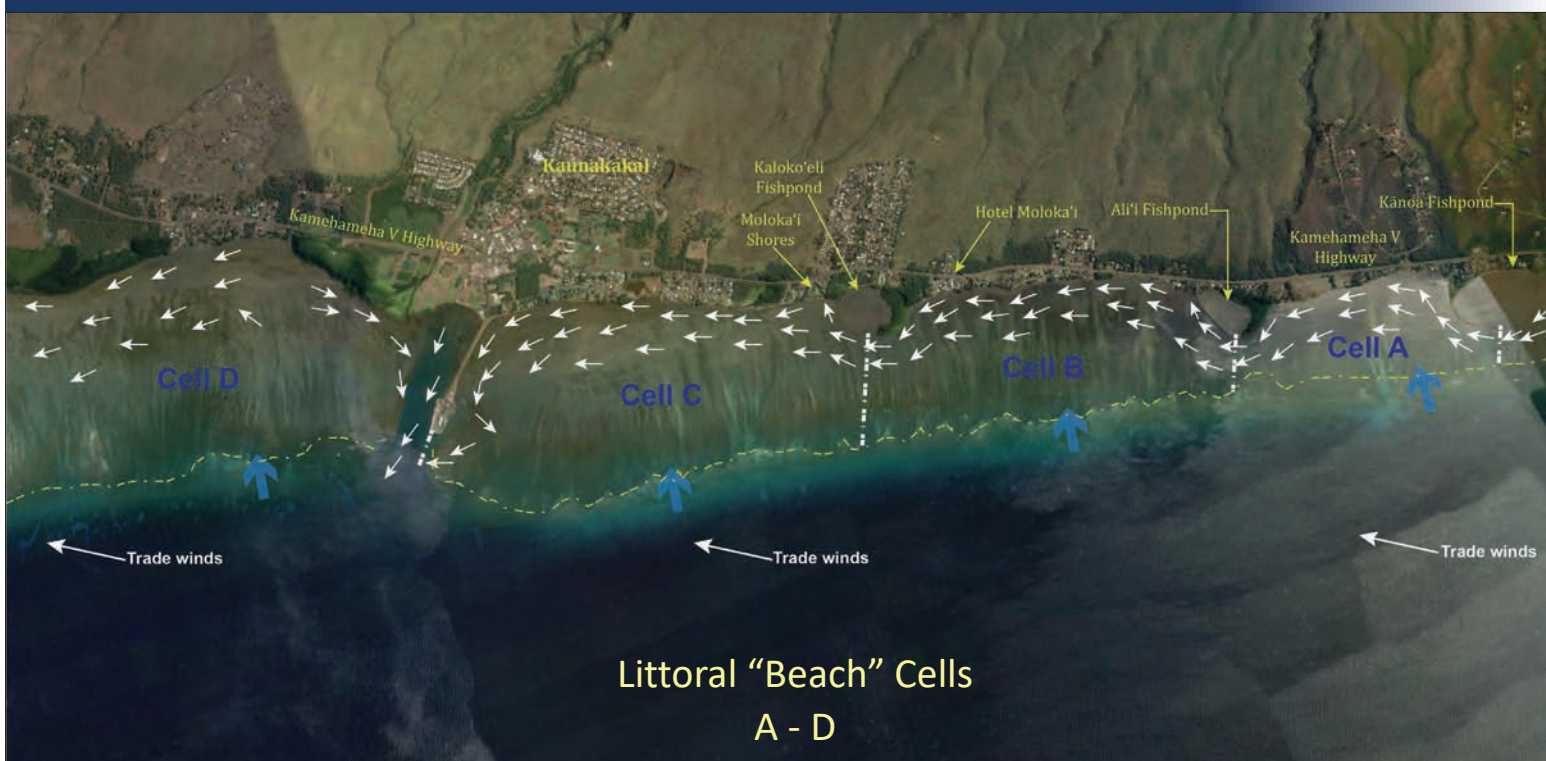 Kaunakakai
Kaloko‘eli
Fishpond
Kamehameha V Highway
Moloka‘i
Shores
Hotel Moloka‘i
Ali‘i Fishpond
Kānoa Fishpond
Kamehameha V
Highway
Cell D
Cell C
Cell B
Cell A
Trade winds
Trade winds
Trade winds
Littoral “Beach” Cells
A - D